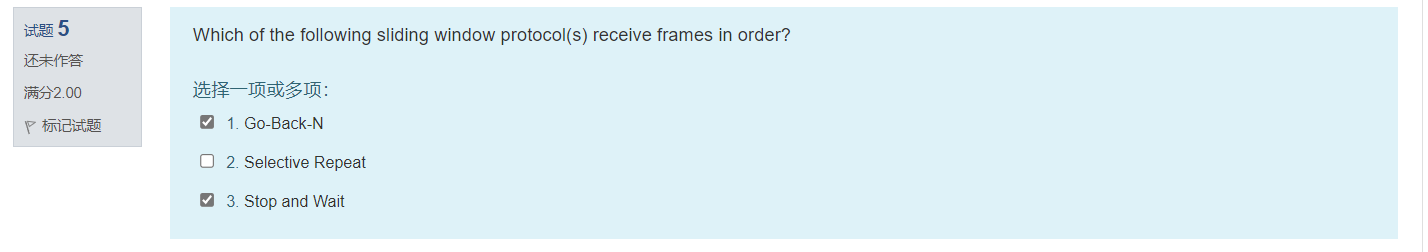 试题 5
还未作答
满分2.00
标记试题
Which of the following sliding window protocol(s) receive frames in order?
选择一项或多项：
1. Go-Back-N
2. Selective Repeat
3. Stop and Wait